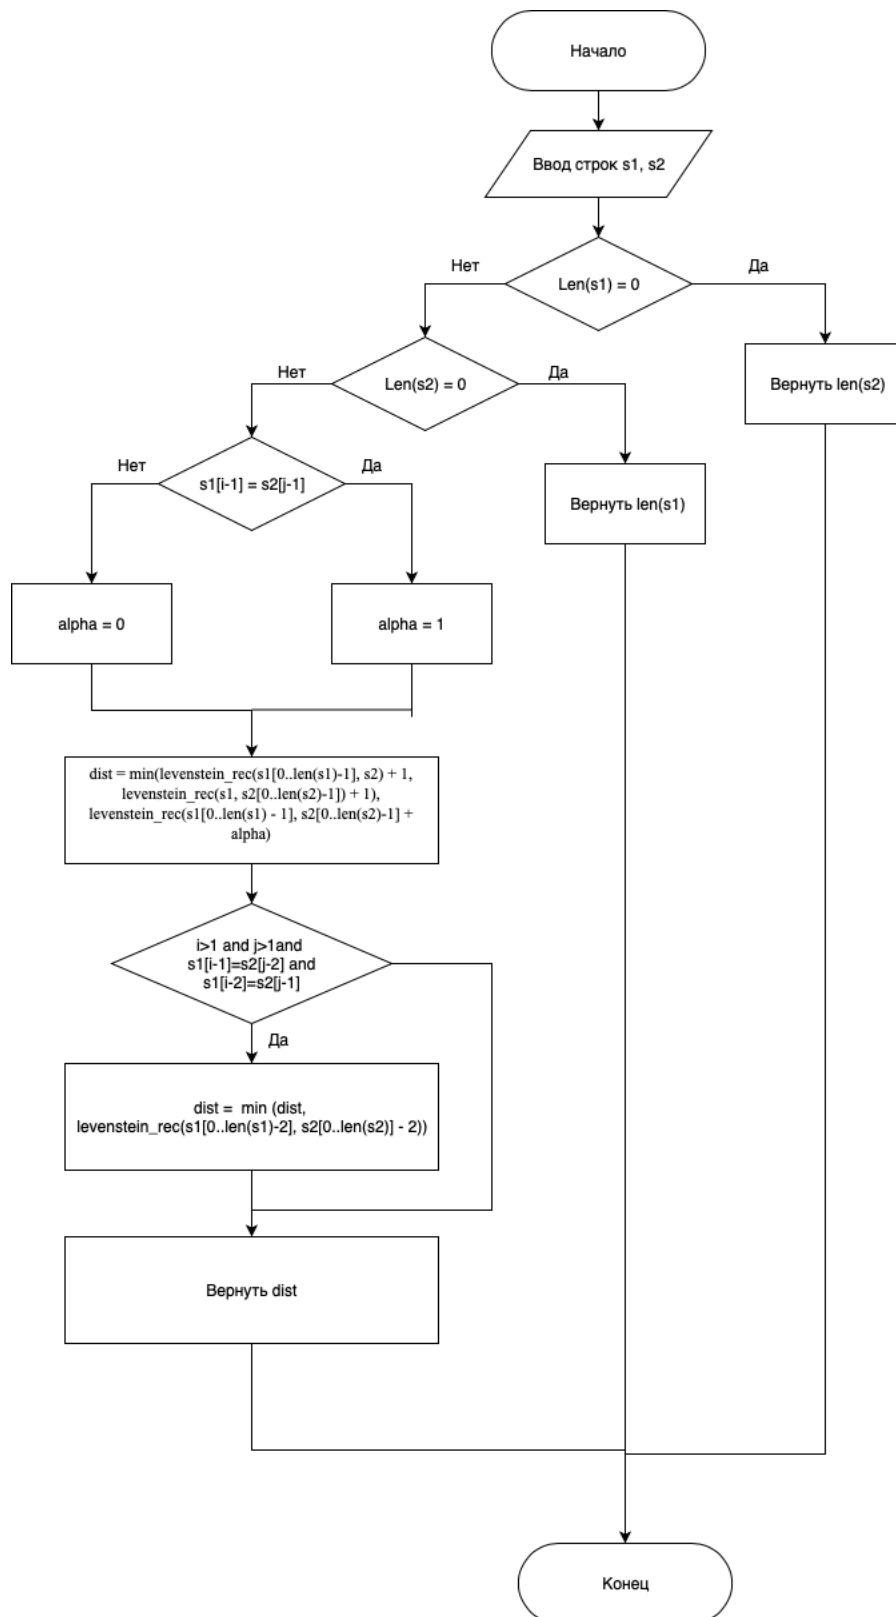 Начало
Ввод строк s1, s2
Len(s1) = 0
Нет
Да
Len(s2) = 0
Нет
Да
Вернуть len(s2)
s1[i-1] = s2[j-1]
Нет
Да
Вернуть len(s1)
alpha = 0
alpha = 1
dist = min(levenstein_rec(s1[0..len(s1)-1], s2) + 1,
levenstein_rec(s1, s2[0..len(s2)-1]) + 1),
levenstein_rec(s1[0..len(s1) - 1], s2[0..len(s2)-1] +
alpha)
i>1 and j>1and
s1[i-1]=s2[j-2] and
s1[i-2]=s2[j-1]
Да
dist = min (dist,
levenstein_rec(s1[0..len(s1)-2], s2[0..len(s2)] - 2))
Вернуть dist
Конец